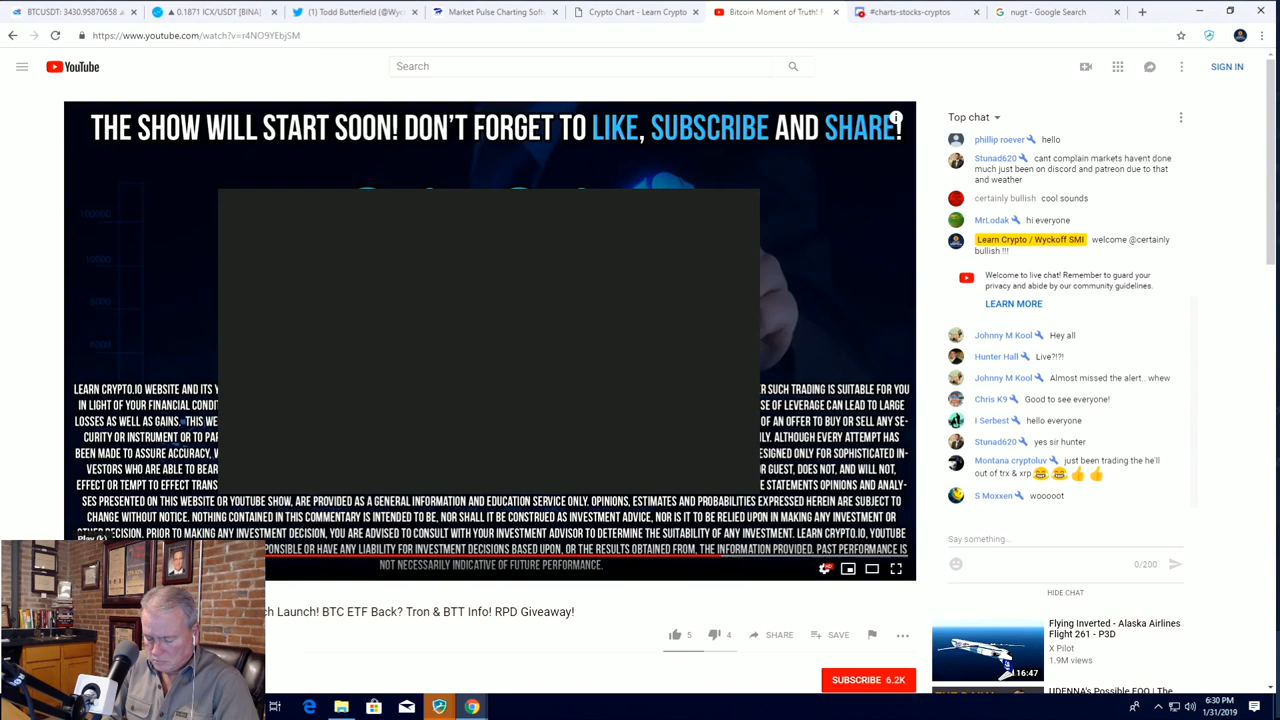 BTCUSDT: 3430.95870658
▲ 0.1871 ICX/USDT [BINA
(1) Todd Butterfield (@Wyc
Market Pulse Charting Soft
Crypto Chart - Learn Crypto
Bitcoin Moment of Truth!
#charts-stocks-cryptos
nugt - Google Search
https://www.youtube.com/watch?v=r4NO9YEbjSM
YouTube
Search
SIGN IN
THE SHOW WILL START SOON! DON'T FORGET TO LIKE, SUBSCRIBE AND SHARE!
LEARN CRYPTO.IO WEBSITE AND ITS Y
R SUCH TRADING IS SUITABLE FOR YOU
IN LIGHT OF YOUR FINANCIAL CONDIT
SE OF LEVERAGE CAN LEAD TO LARGE
LOSSES AS WELL AS GAINS. THIS WE
OF AN OFFER TO BUY OR SELL ANY SE-
CURITY OR INSTRUMENT OR TO PAR
LY. ALTHOUGH EVERY ATTEMPT HAS
BEEN MADE TO ASSURE ACCURACY, W
ESIGNED ONLY FOR SOPHISTICATED IN-
VESTORS WHO ARE ABLE TO BEAR
R GUEST, DOES NOT, AND WILL NOT,
EFFECT OR TEMPT TO EFFECT TRANS
E STATEMENTS OPINIONS AND ANALY-
SES PRESENTED ON THIS WEBSITE OR YOUTUBE SHOW, ARE PROVIDED AS A GENERAL INFORMATION AND EDUCATION SERVICE ONLY. OPINIONS, ESTIMATES AND PROBABILITIES EXPRESSED HEREIN ARE SUBJECT TO
CHANGE WITHOUT NOTICE. NOTHING CONTAINED IN THIS COMMENTARY IS INTENDED TO BE, NOR SHALL IT BE CONSTRUED AS INVESTMENT ADVICE, NOR IS IT TO BE RELIED UPON IN MAKING ANY INVESTMENT OR
CISION. PRIOR TO MAKING ANY INVESTMENT DECISION, YOU ARE ADVISED TO CONSULT WITH YOUR INVESTMENT ADVISOR TO DETERMINE THE SUITABILITY OF ANY INVESTMENT. LEARN CRYPTO.IO, YOUTUBE
PONSIBLE OR HAVE ANY LIABILITY FOR INVESTMENT DECISIONS BASED UPON, OR THE RESULTS OBTAINED FROM, THE INFORMATION PROVIDED. PAST PERFORMANCE IS
NOT NECESSARILY INDICATIVE OF FUTURE PERFORMANCE.
Play (k)
ch Launch! BTC ETF Back? Tron & BTT Info! RPD Giveaway!
5 4 SHARE SAVE
SUBSCRIBE 6.2K
Top chat
phillip roever hello
Stunad620 cant complain markets havent done
much just been on discord and patreon due to that
and weather
certainly bullish cool sounds
MrLodak hi everyone
Learn Crypto / Wyckoff SMI welcome @certainly
bullish !!!
Welcome to live chat! Remember to guard your
privacy and abide by our community guidelines.
LEARN MORE
Johnny M Kool Hey all
Hunter Hall Live?!?!
Johnny M Kool Almost missed the alert.. whew
Chris K9 Good to see everyone!
I Serbest hello everyone
Stunad620 yes sir hunter
Montana cryptoluv just been trading the he'll
out of trx & xrp😂😂👍👍
S Moxxen wooooot
Say something...
0/200
HIDE CHAT
Flying Inverted - Alaska Airlines
Flight 261 - P3D
X Pilot
1.9M views
16:47
UDENNA's Possible FOO | The
6:30 PM
1/31/2019